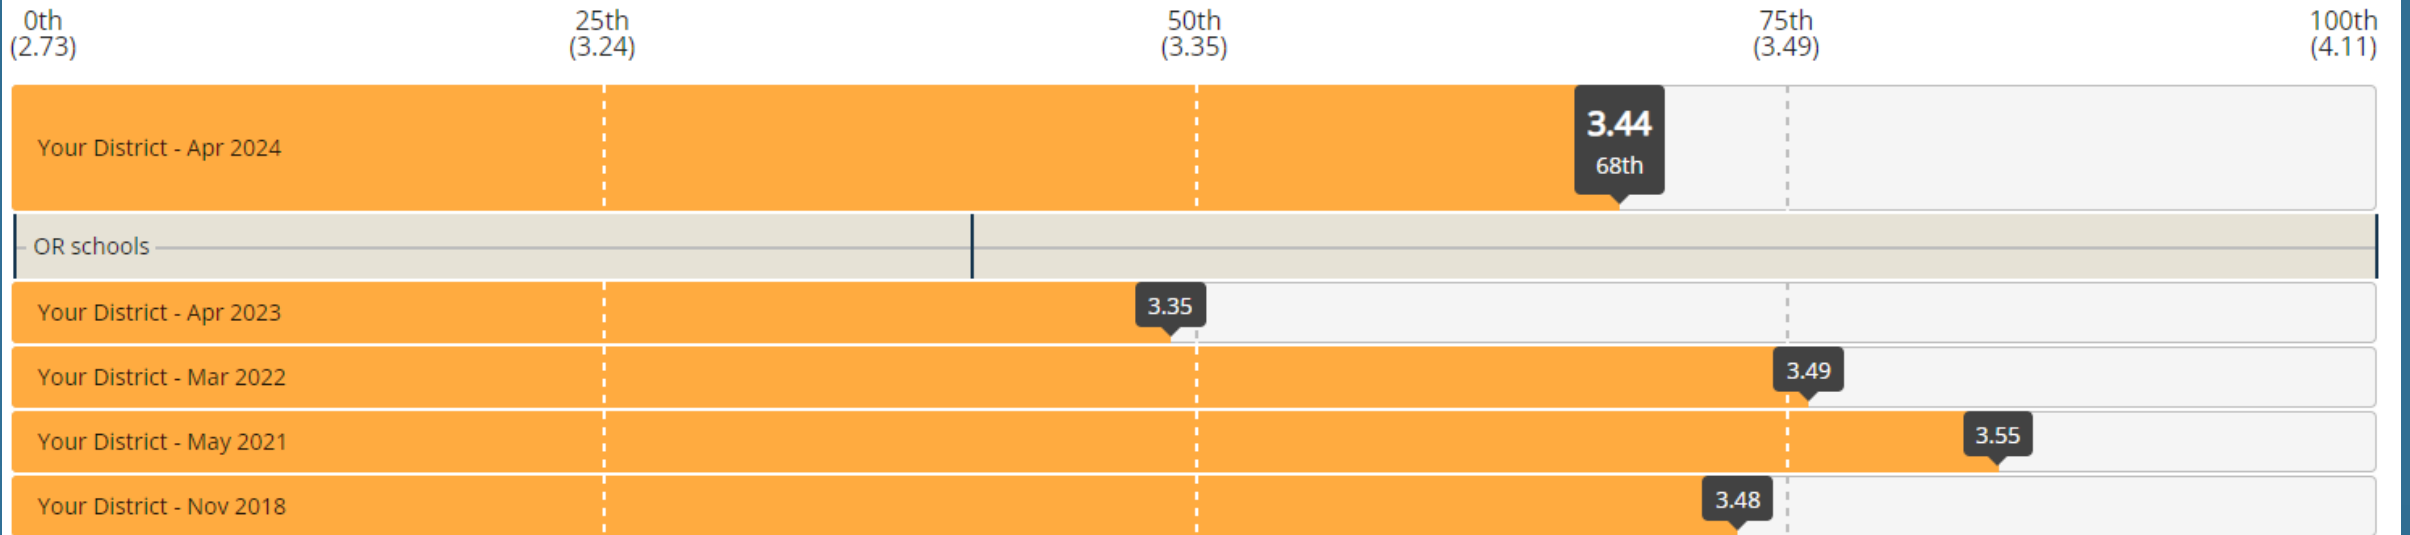 0th 25th 50th 75th 100th
(2.73) (3.24) (3.35) (3.49) (4.11)
Your District - Apr 2024
3.44
68th
OR schools
Your District - Apr 2023 3.35
Your District - Mar 2022 3.49
Your District - May 2021 3.55
Your District - Nov 2018 3.48